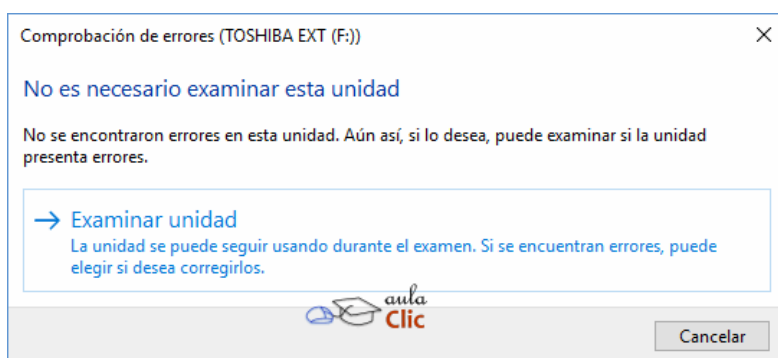 Comprobación de errores (TOSHIBA EXT (F:))
No es necesario examinar esta unidad
No se encontraron errores en esta unidad. Aún así, si lo desea, puede examinar si la unidad
presenta errores.
Examinar unidad
La unidad se puede seguir usando durante el examen. Si se encuentran errores, puede
elegir si desea corregirlos.
aula
Clic
Cancelar